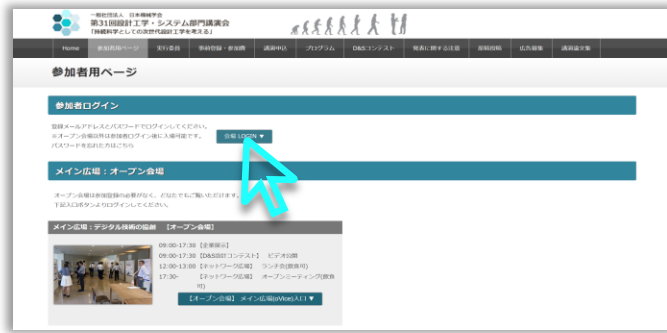 一般社団法人 日本機械学会
第31回設計工学・システム部門講演会
「持続科学としての次世代設計工学を考える」
Home 参加者用ページ 実行委員 事前登録・参加費 講演申込 プログラム D&Sコンテスト 発表に関する注意 原稿投稿 広告募集 講演論文集
参加者用ページ
参加者ログイン
登録メールアドレスとパスワードでログインしてください。
※オープン会場以外は参加者ログイン後に入場可能です。
パスワードを忘れた方はこちら
会場 LOGIN ▼
メイン広場：オープン会場
オープン会場は参加登録の必要がなく、どなたでもご覧いただけます。
下記入口ボタンよりログインしてください。
メイン広場：デジタル技術の協創 【オープン会場】
09:00-17:30 【企業展示】
09:00-17:30 【D&S設計コンテスト】 ビデオ公開
12:00-13:00 【ネットワーク広場】 ランチ会(飲食可)
17:30- 【ネットワーク広場】 オープンミーティング(飲食
可)
【オープン会場】 メイン広場(oVice)入口 ▼